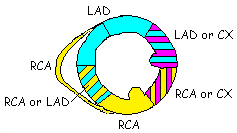 LAD
LAD or CX
RCA
RCA or LAD
RCA or CX
RCA